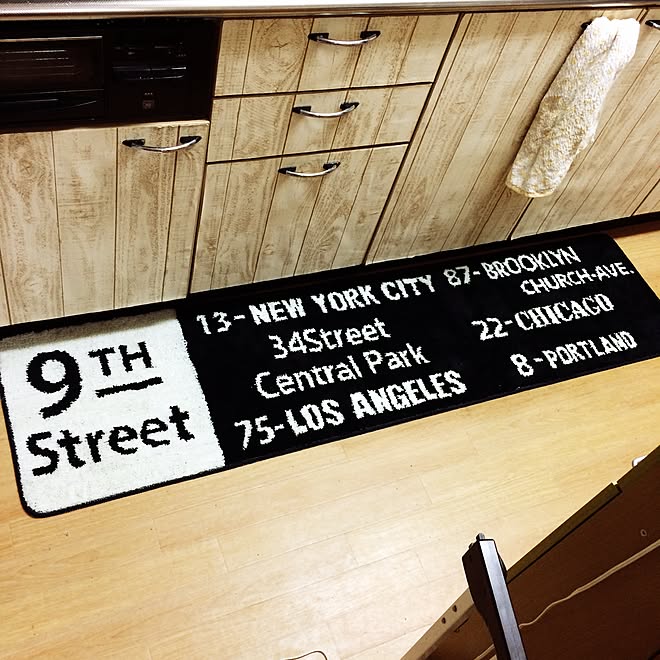 9TH
Street
13-NEW YORK CITY
34Street
Central Park
75-LOS ANGELES
87-BROOKLYN
CHURCH-AVE.
22-CHICAGO
8-PORTLAND